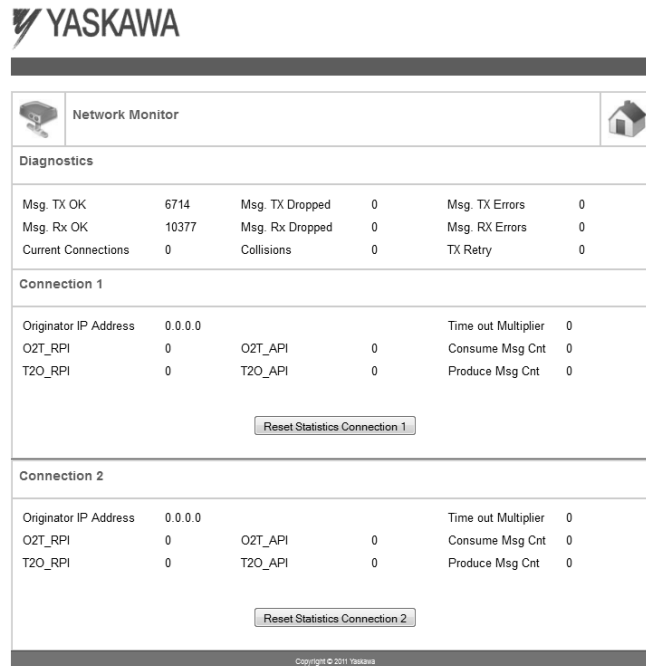 YASKAWA
Network Monitor
Diagnostics
Msg. TX OK 6714 Msg. TX Dropped 0 Msg. TX Errors 0
Msg. Rx OK 10377 Msg. Rx Dropped 0 Msg. RX Errors 0
Current Connections 0 Collisions 0 TX Retry 0
Connection 1
Originator IP Address 0.0.0.0 Time out Multiplier 0
O2T_RPI 0 O2T_API 0 Consume Msg Cnt 0
T2O_RPI 0 T2O_API 0 Produce Msg Cnt 0
Reset Statistics Connection 1
Connection 2
Originator IP Address 0.0.0.0 Time out Multiplier 0
O2T_RPI 0 O2T_API 0 Consume Msg Cnt 0
T2O_RPI 0 T2O_API 0 Produce Msg Cnt 0
Reset Statistics Connection 2
Copyright © 2011 Yaskawa